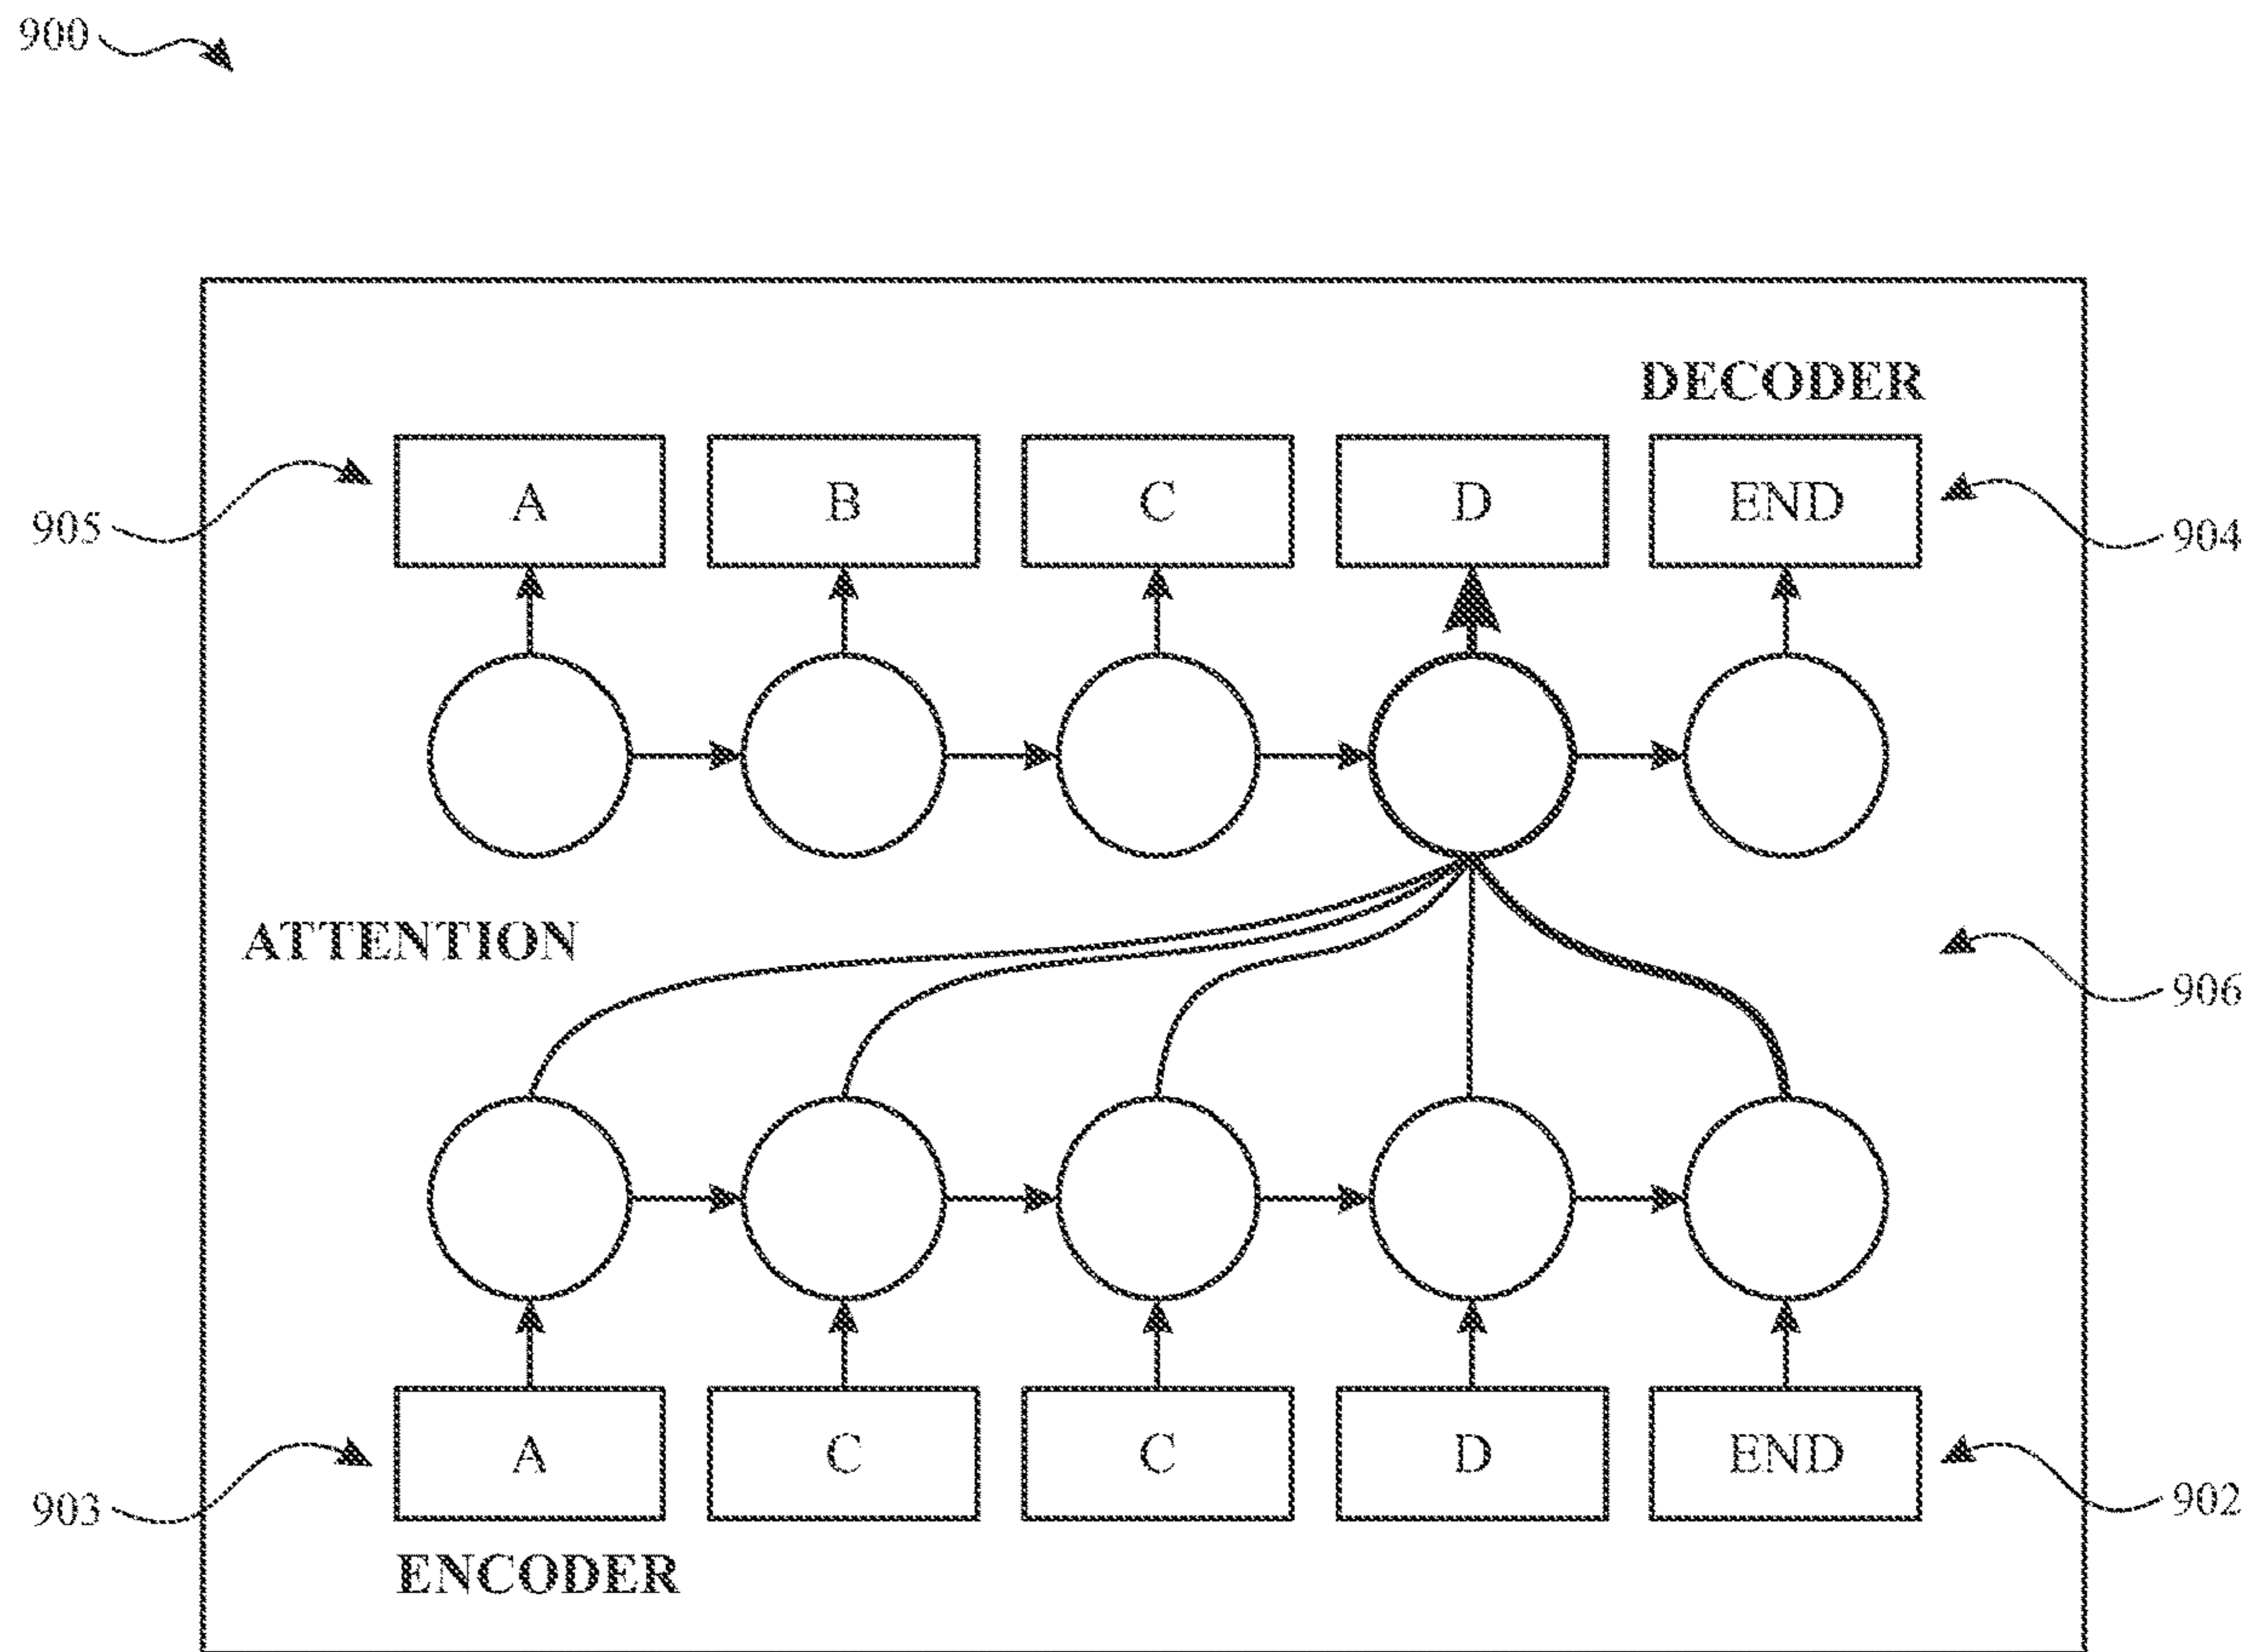 900
DECODER
905 A B C D END 904
ATTENTION
906
903 A C C D END 902
ENCODER